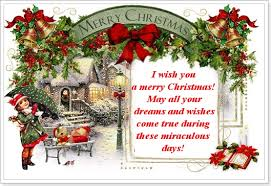 MERRY CHRISTMAS
I wish you
a merry Christmas!
May all your
dreams and wishes
come true during
these miraculous
days!